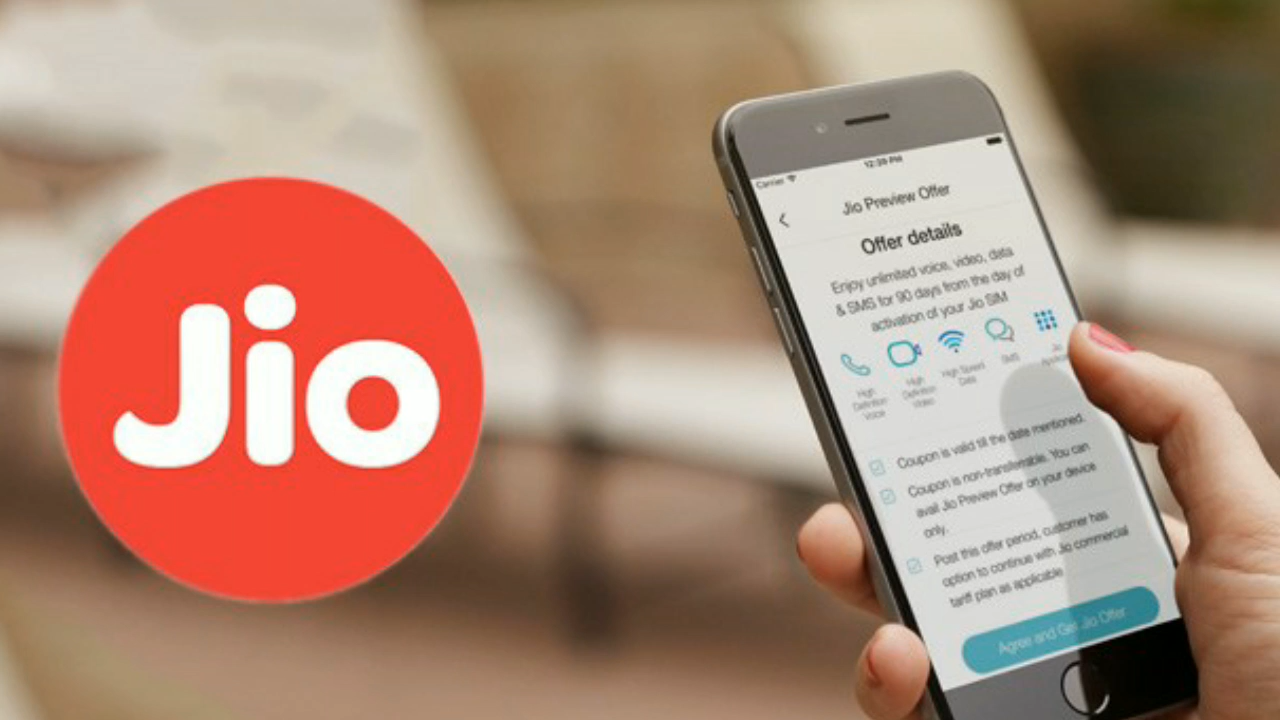 Jio
Carrier
12:29 PM
Jio Preview Offer
Offer details
Enjoy unlimited voice, video, data
& SMS for 90 days from the day of
activation of your Jio SIM
High
Definition
Voice
High
Definition
Video
High Speed
Data
SMS
Jio
Coupon is valid till the date mentioned.
Coupon is non-transferrable. You can
avail Jio Preview Offer on your device
only.
Post this offer period, customer has
option to continue with Jio commercial
tariff plan as applicable
Agree and Get Jio Offer